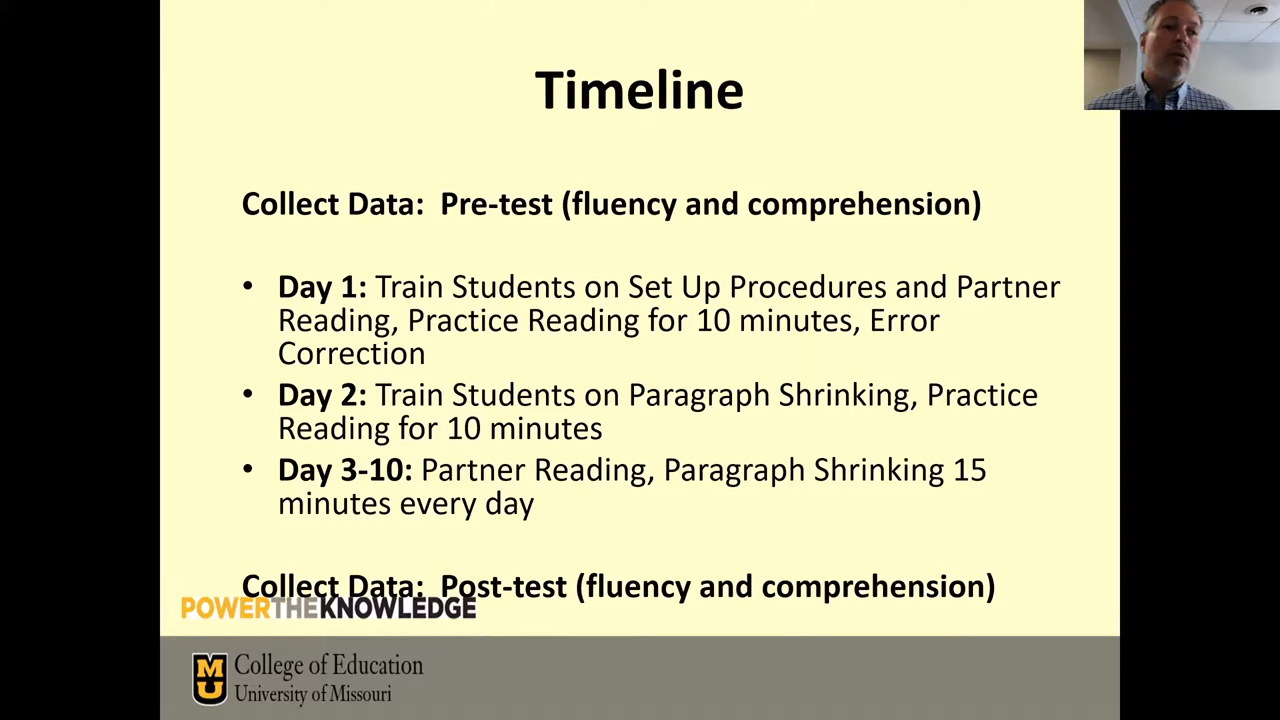 Timeline
Collect Data: Pre-test (fluency and comprehension)
• Day 1: Train Students on Set Up Procedures and Partner
Reading, Practice Reading for 10 minutes, Error
Correction
• Day 2: Train Students on Paragraph Shrinking, Practice
Reading for 10 minutes
• Day 3-10: Partner Reading, Paragraph Shrinking 15
minutes every day
Collect Data: Post-test (fluency and comprehension)
POWERTHEKNOWLEDGE
MU
College of Education
University of Missouri